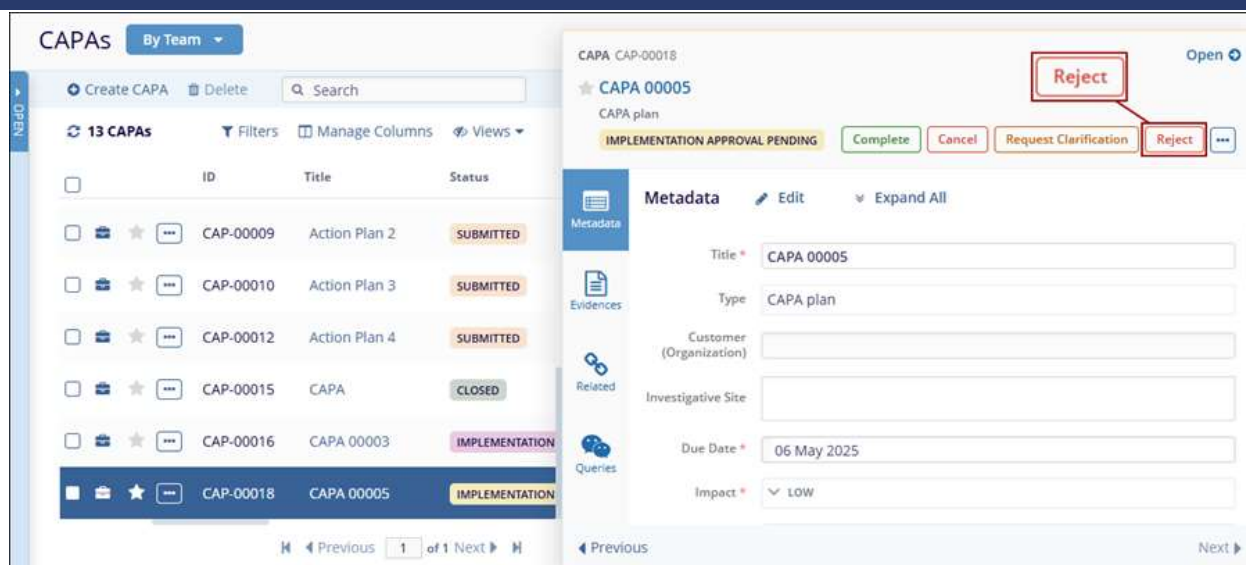 CAPAs By Team
OPEN
Create CAPA Delete Search
13 CAPAs Filters Manage Columns Views
ID Title Status
CAP-00009 Action Plan 2 SUBMITTED
CAP-00010 Action Plan 3 SUBMITTED
CAP-00012 Action Plan 4 SUBMITTED
CAP-00015 CAPA CLOSED
CAP-00016 CAPA 00003 IMPLEMENTATION
CAP-00018 CAPA 00005 IMPLEMENTATION
Previous 1 of 1 Next
CAPA CAP-00018 Open
Reject
CAPA 00005
CAPA plan
IMPLEMENTATION APPROVAL PENDING Complete Cancel Request Clarification Reject
Metadata
Evidences
Related
Queries
Metadata Edit Expand All
Title * CAPA 00005
Type CAPA plan
Customer
(Organization)
Investigative Site
Due Date * 06 May 2025
Impact * LOW
Previous Next